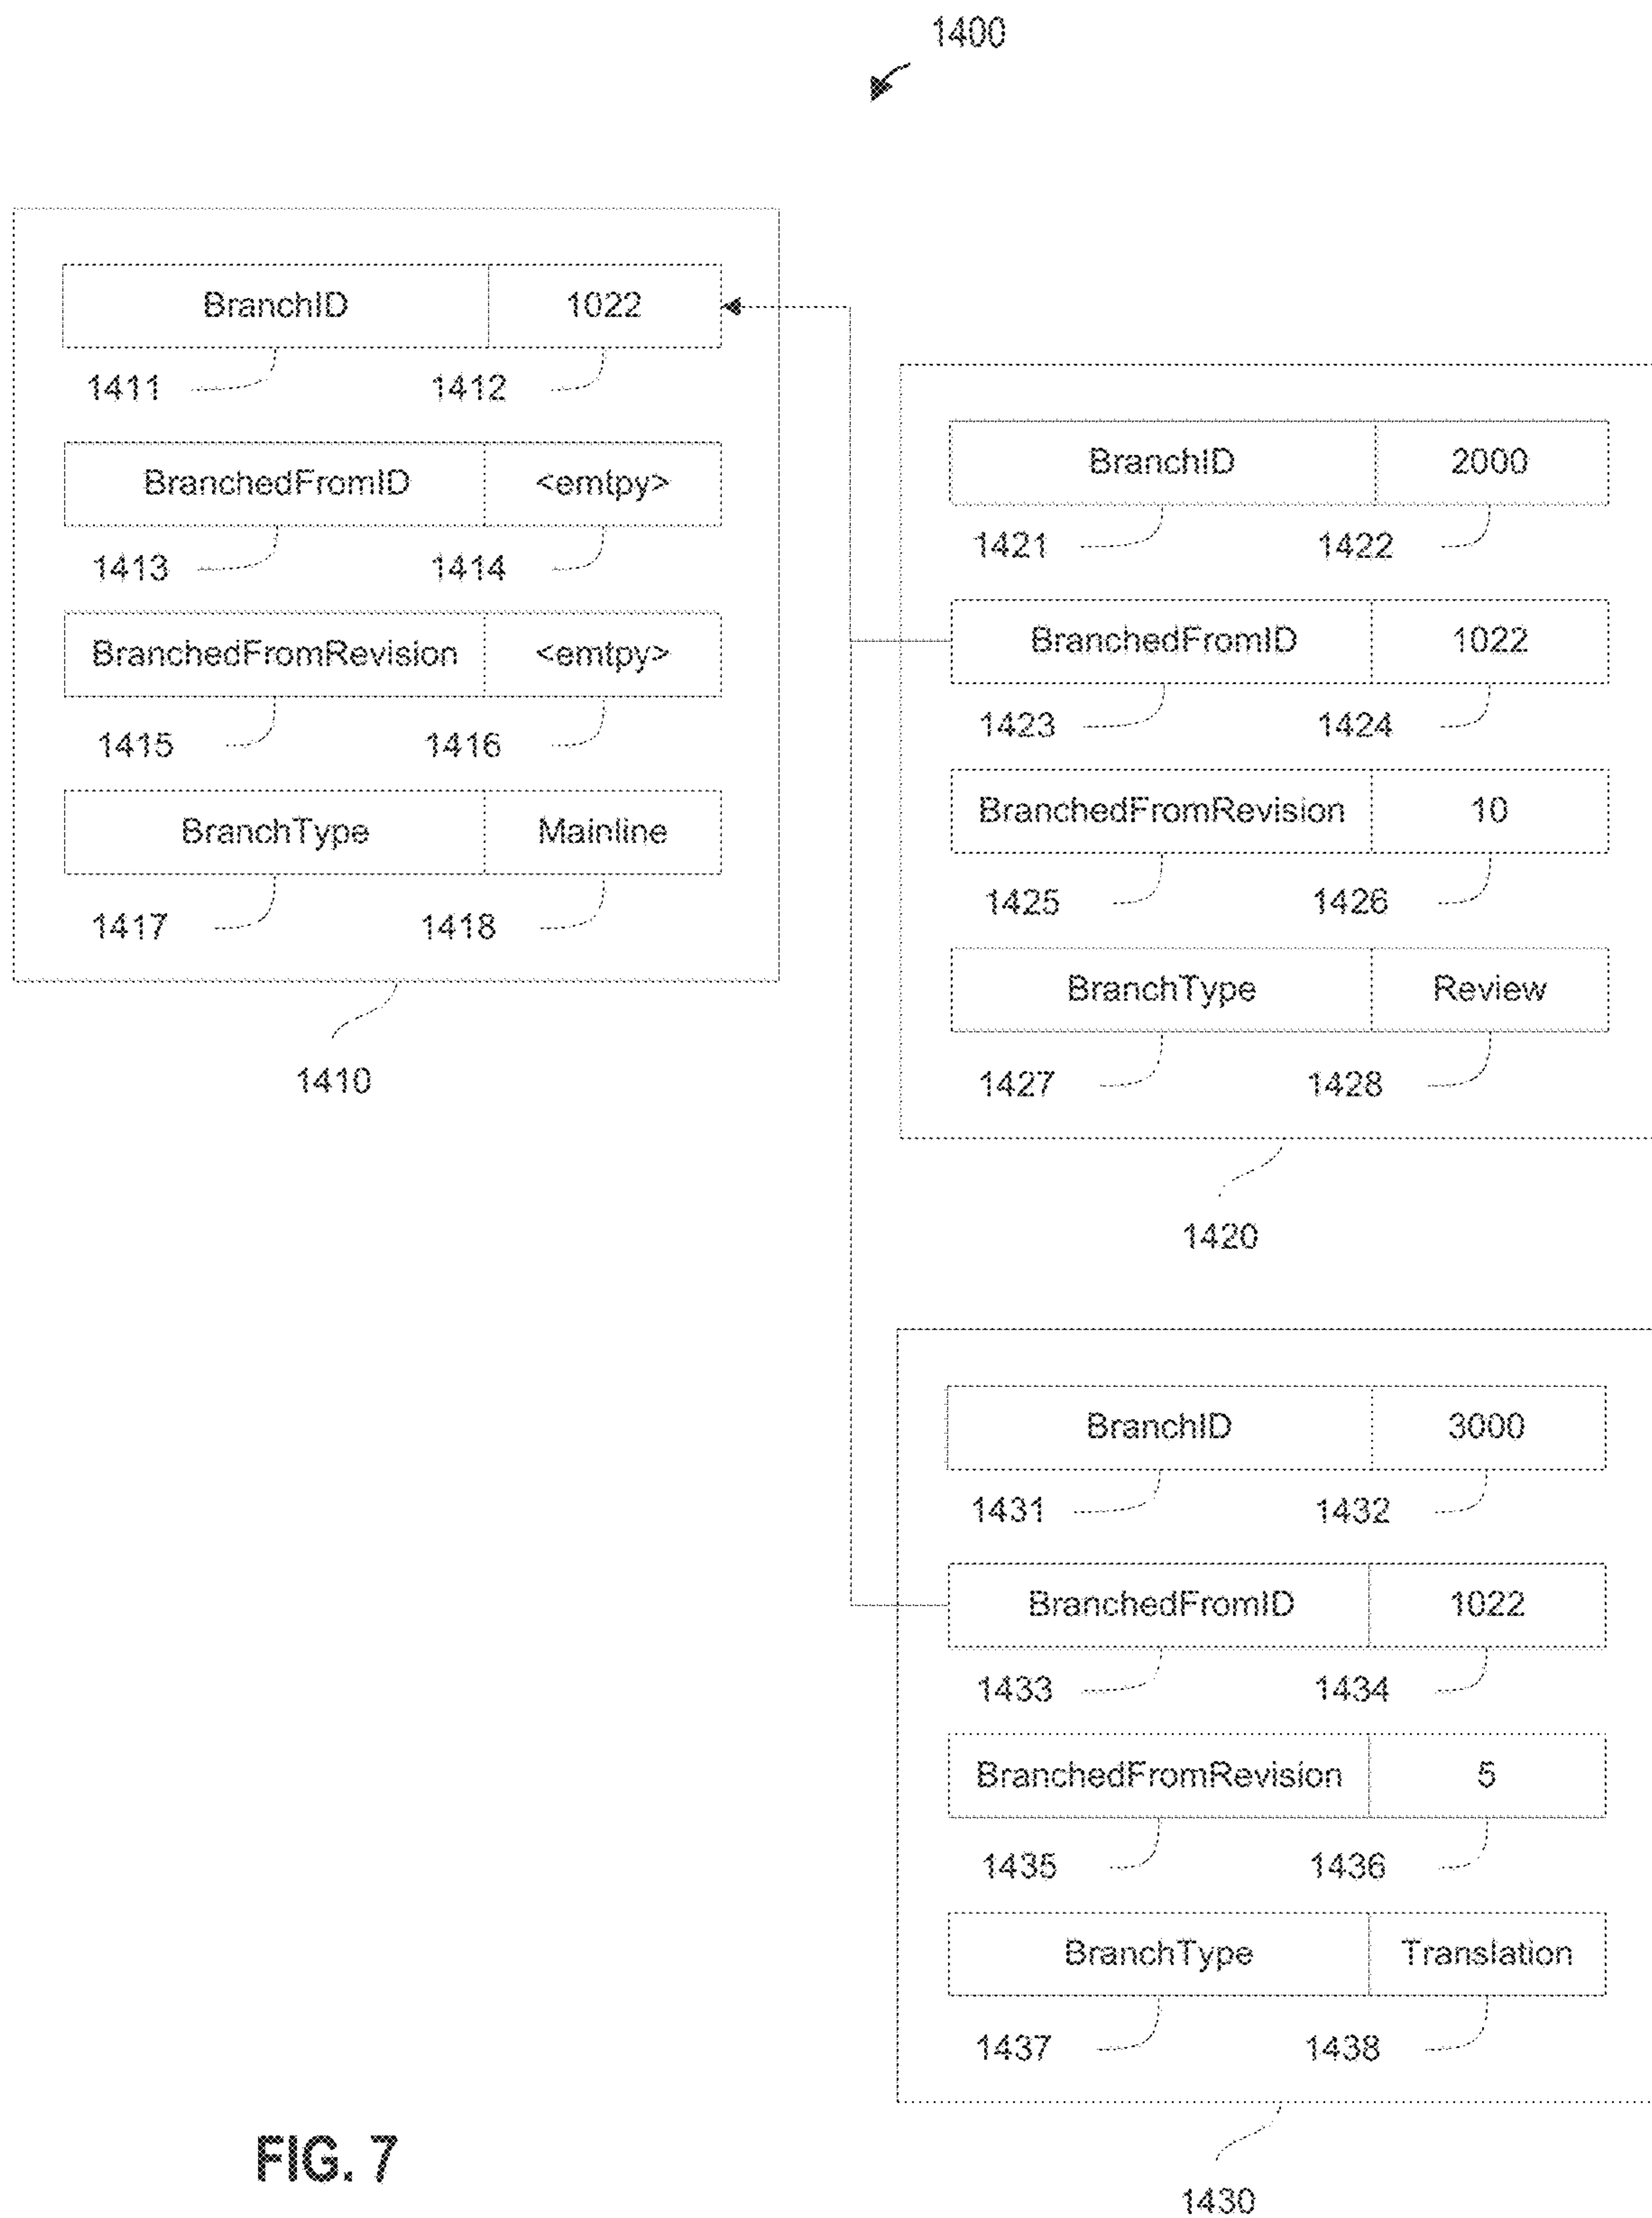 1400
BranchID 1022
1411 1412
BranchedFromID <emtpy>
1413 1414
BranchedFromRevision <emtpy>
1415 1416
BranchType Mainline
1417 1418
1410
BranchID 2000
1421 1422
BranchedFromID 1022
1423 1424
BranchedFromRevision 10
1425 1426
BranchType Review
1427 1428
1420
BranchID 3000
1431 1432
BranchedFromID 1022
1433 1434
BranchedFromRevision 5
1435 1436
BranchType Translation
1437 1438
1430
FIG. 7